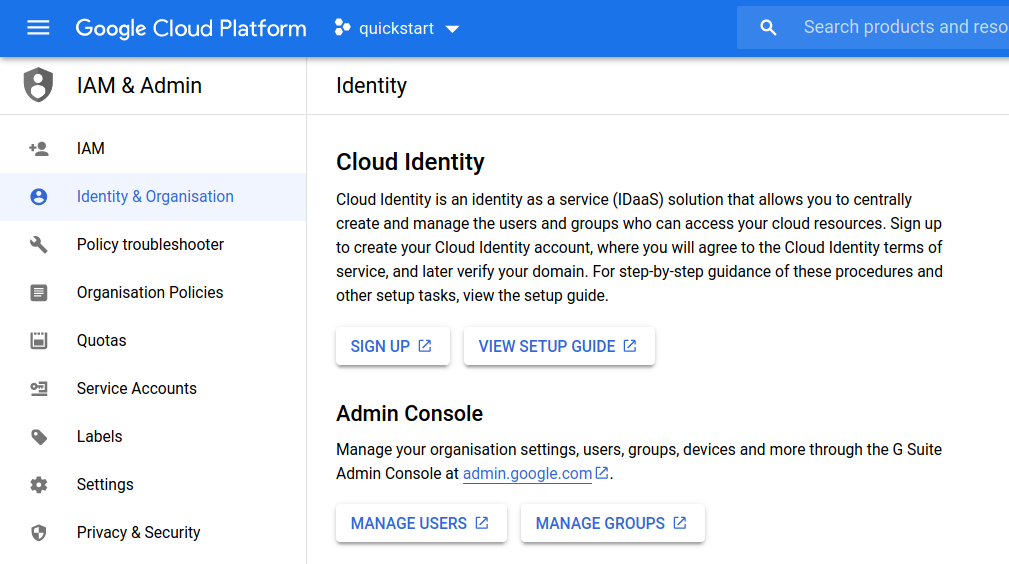 Google Cloud Platform
quickstart
Search products and reso
IAM & Admin
Identity
IAM
Identity & Organisation
Policy troubleshooter
Organisation Policies
Quotas
Service Accounts
Labels
Settings
Privacy & Security
Cloud Identity
Cloud Identity is an identity as a service (IDaaS) solution that allows you to centrally
create and manage the users and groups who can access your cloud resources. Sign up
to create your Cloud Identity account, where you will agree to the Cloud Identity terms of
service, and later verify your domain. For step-by-step guidance of these procedures and
other setup tasks, view the setup guide.
SIGN UP
VIEW SETUP GUIDE
Admin Console
Manage your organisation settings, users, groups, devices and more through the G Suite
Admin Console at admin.google.com.
MANAGE USERS
MANAGE GROUPS